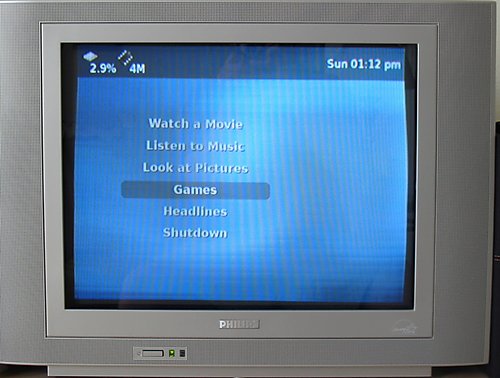 2.9% 4M Sun 01:12 pm
Watch a Movie
Listen to Music
Look at Pictures
Games
Headlines
Shutdown
PHILIPS